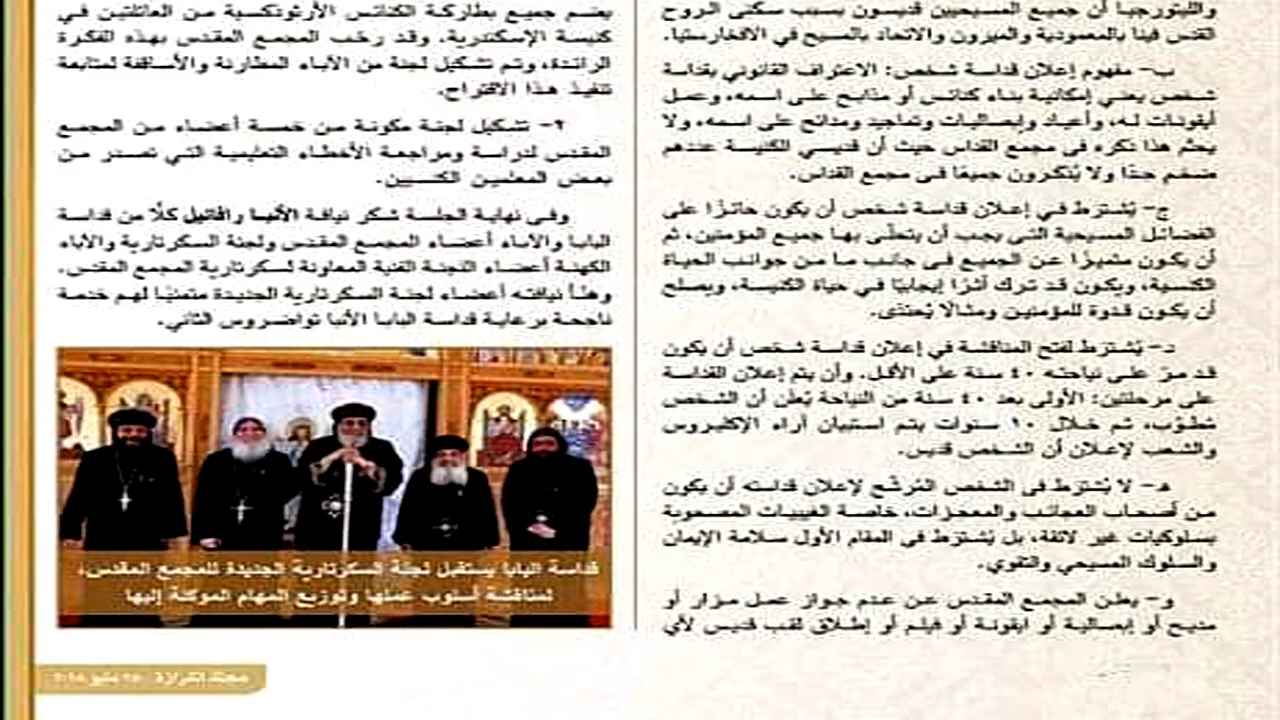 والليتورجيا أن جميع المسيحيين قديسون بسبب سكنى الروح
القدس فينا بالمعمودية والميرون والاتحاد بالمسيح في الافخارستيا.
ب- مفهوم إعلان قداسة شخص: الاعتراف القانوني بقداسة
شخص يعني إمكانية بناء كنائس أو مذابح على اسمه، وعمل
أيقونات له، وأعياد وإبصاليات وتماجيد ومدائح على اسمه، ولا
يحتم هذا ذكره في مجمع القداس حيث أن قديسي الكنيسة عددهم
ضخم جدًا ولا يُذكرون جميعًا في مجمع القداس.
ج- يُشترط في إعلان قداسة شخص أن يكون حائزًا على
الفضائل المسيحية التي يجب أن يتحلّى بها جميع المؤمنين، ثم
أن يكون متميزًا عن الجميع في جانب ما من جوانب الحياة
الكنسية، ويكون قد ترك أثرًا إيجابيًا في حياة الكنيسة، ويصلح
أن يكون قدوة للمؤمنين ومثالا يُحتذى.
د- يُشترط لفتح المناقشة في إعلان قداسة شخص أن يكون
قد مرّ على نياحته ٤٠ سنة على الأقل. وأن يتم إعلان القداسة
على مرحلتين: الأولى بعد ٤٠ سنة من النياحة يُعلن أن الشخص
مُطوّب، ثم خلال ١٠ سنوات يتم استبيان آراء الإكليروس
والشعب لإعلان أن الشخص قديس.
هـ- لا يُشترط في الشخص المُرشّح لإعلان قداسته أن يكون
من أصحاب العجائب والمعجزات، خاصة الغيبيات المصحوبة
بسلوكيات غير لائقة، بل يُشترط في المقام الأول سلامة الإيمان
والسلوك المسيحي والتقوي.
و- يعلن المجمع المقدس عن عدم جواز عمل مزار أو
مديح أو إبصالية أو ايقونة أو فيلم أو إطلاق لقب قديس لأي
يضم جميع بطاركة الكنائس الأرثوذكسية من العائلتين في
كنيسة الإسكندرية. وقد رحّب المجمع المقدس بهذه الفكرة
الرائدة، وتم تشكيل لجنة من الآباء المطارنة والأساقفة لمتابعة
تنفيذ هذا الاقتراح.
٢- تشكيل لجنة مكونة من خمسة أعضاء من المجمع
المقدس لدراسة ومراجعة الأخطاء التعليمية التي تصدر من
بعض المعلمين الكنسيين.
وفي نهاية الجلسة شكر نيافة الأنبا رافائيل كلًا من قداسة
البابا والآباء أعضاء المجمع المقدس ولجنة السكرتارية والآباء
الكهنة أعضاء اللجنة الفنية المعاونة لسكرتارية المجمع المقدس.
وهنأ نيافته أعضاء لجنة السكرتارية الجديدة متمنيًا لهم خدمة
ناجحة برعاية قداسة البابا الأنبا تواضروس الثاني.
قداسة البابا يستقبل لجنة السكرتارية الجديدة للمجمع المقدس،
لمناقشة أسلوب عملها وتوزيع المهام الموكلة إليها
مجلة الكرازة